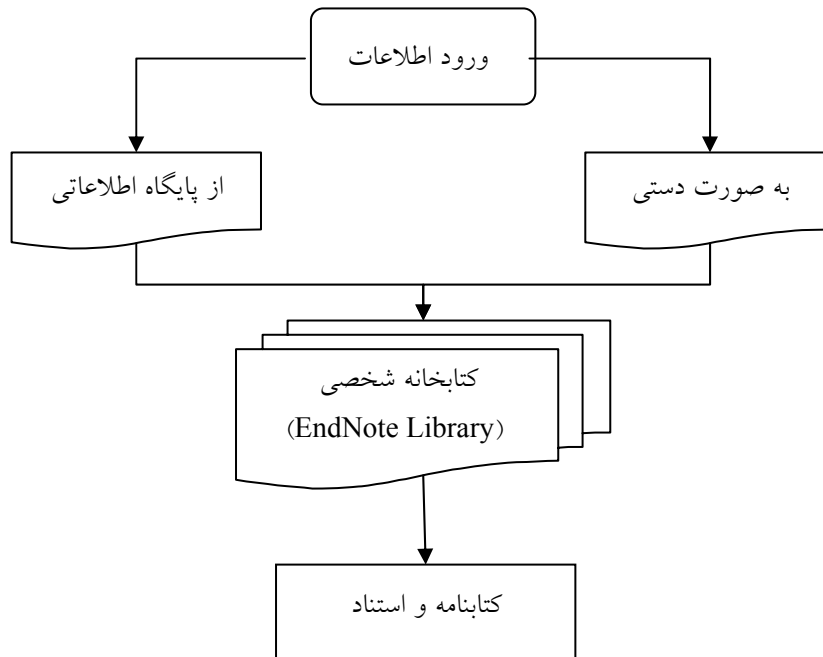 ورود اطلاعات
به صورت دستی
از پایگاه اطلاعاتی
کتابخانه شخصی
(EndNote Library)
کتابنامه و استناد